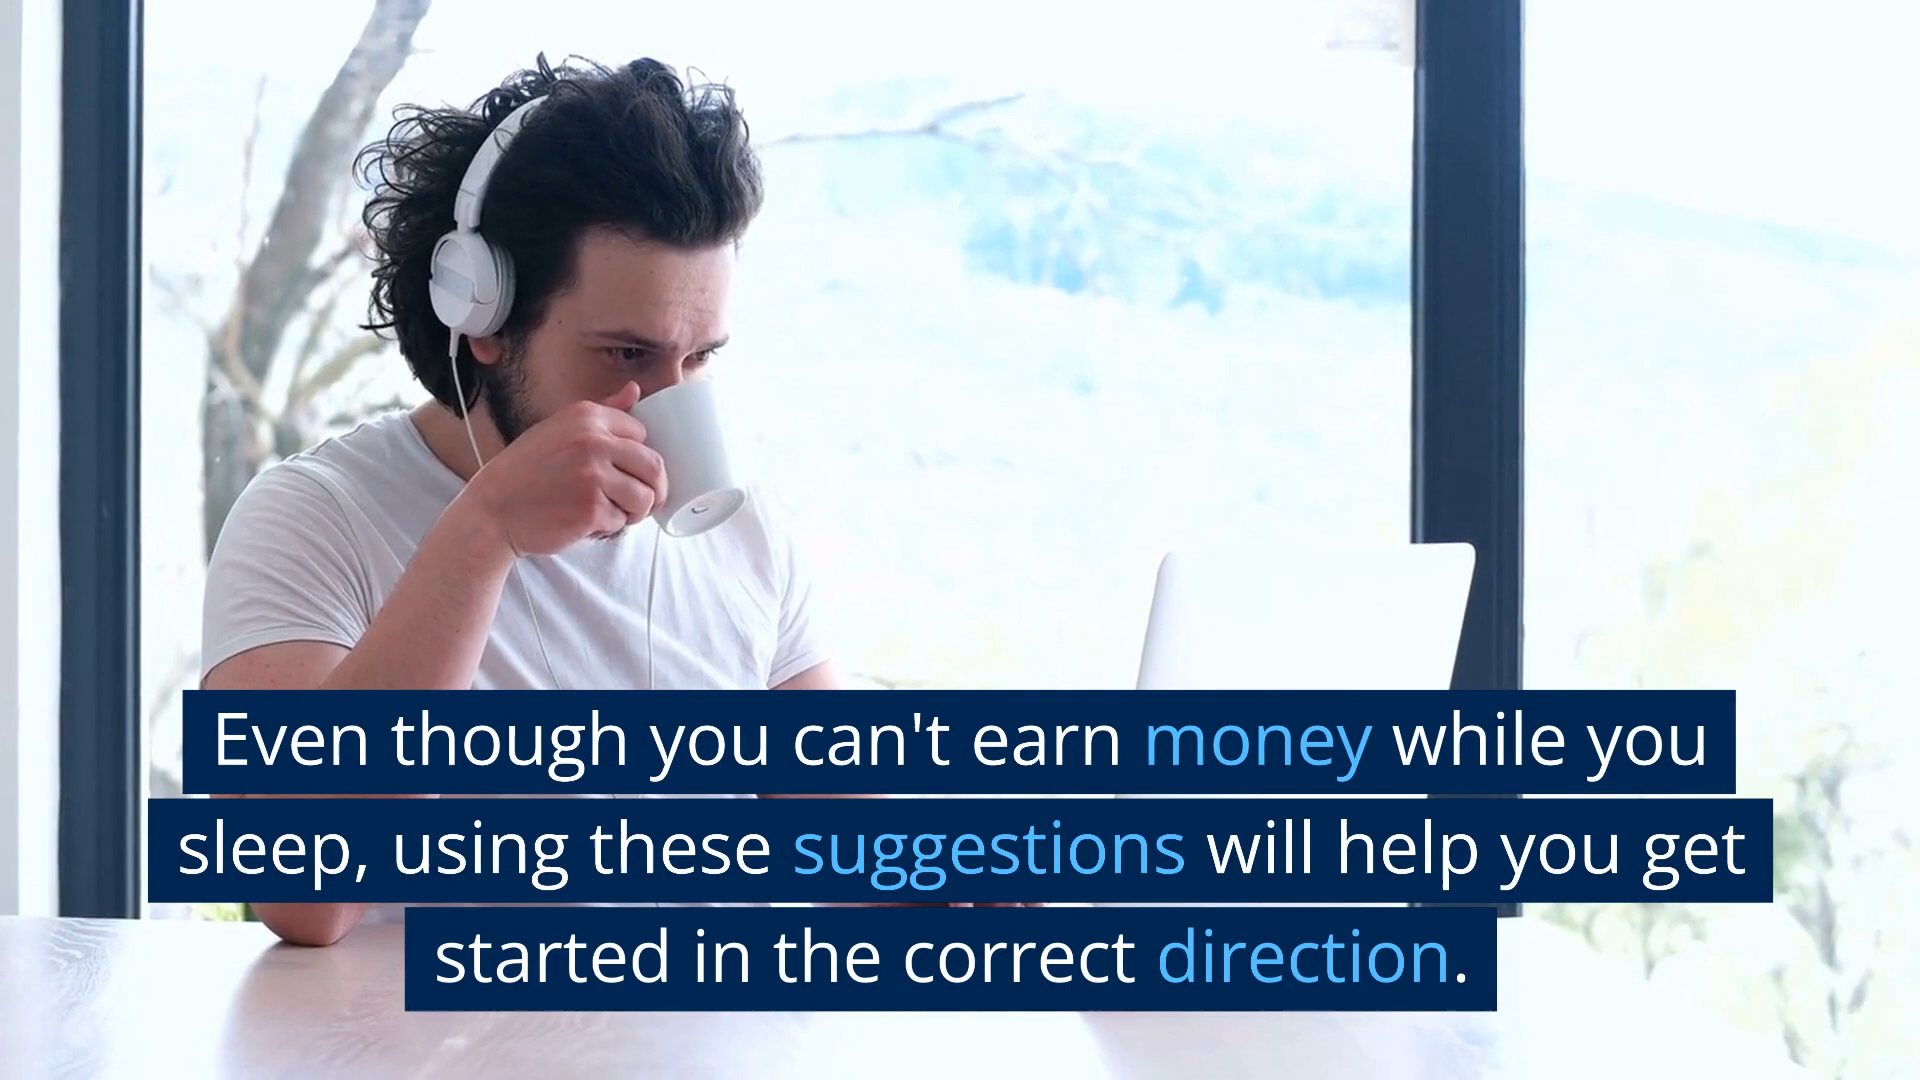 Even though you can't earn money while you
sleep, using these suggestions will help you get
started in the correct direction.